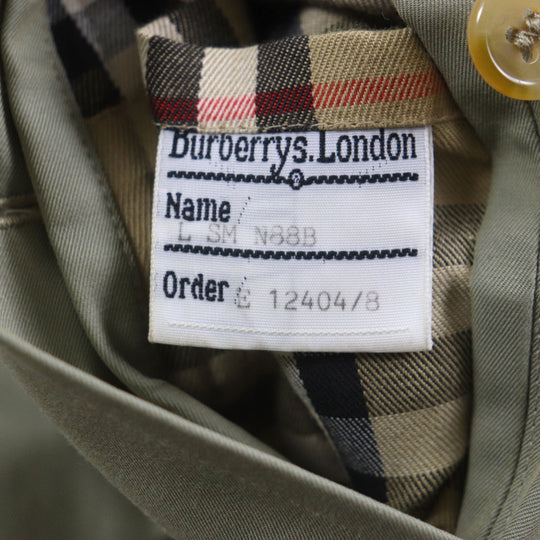 Burberrys.London
Name
L SM N88B
Order E 12404/8